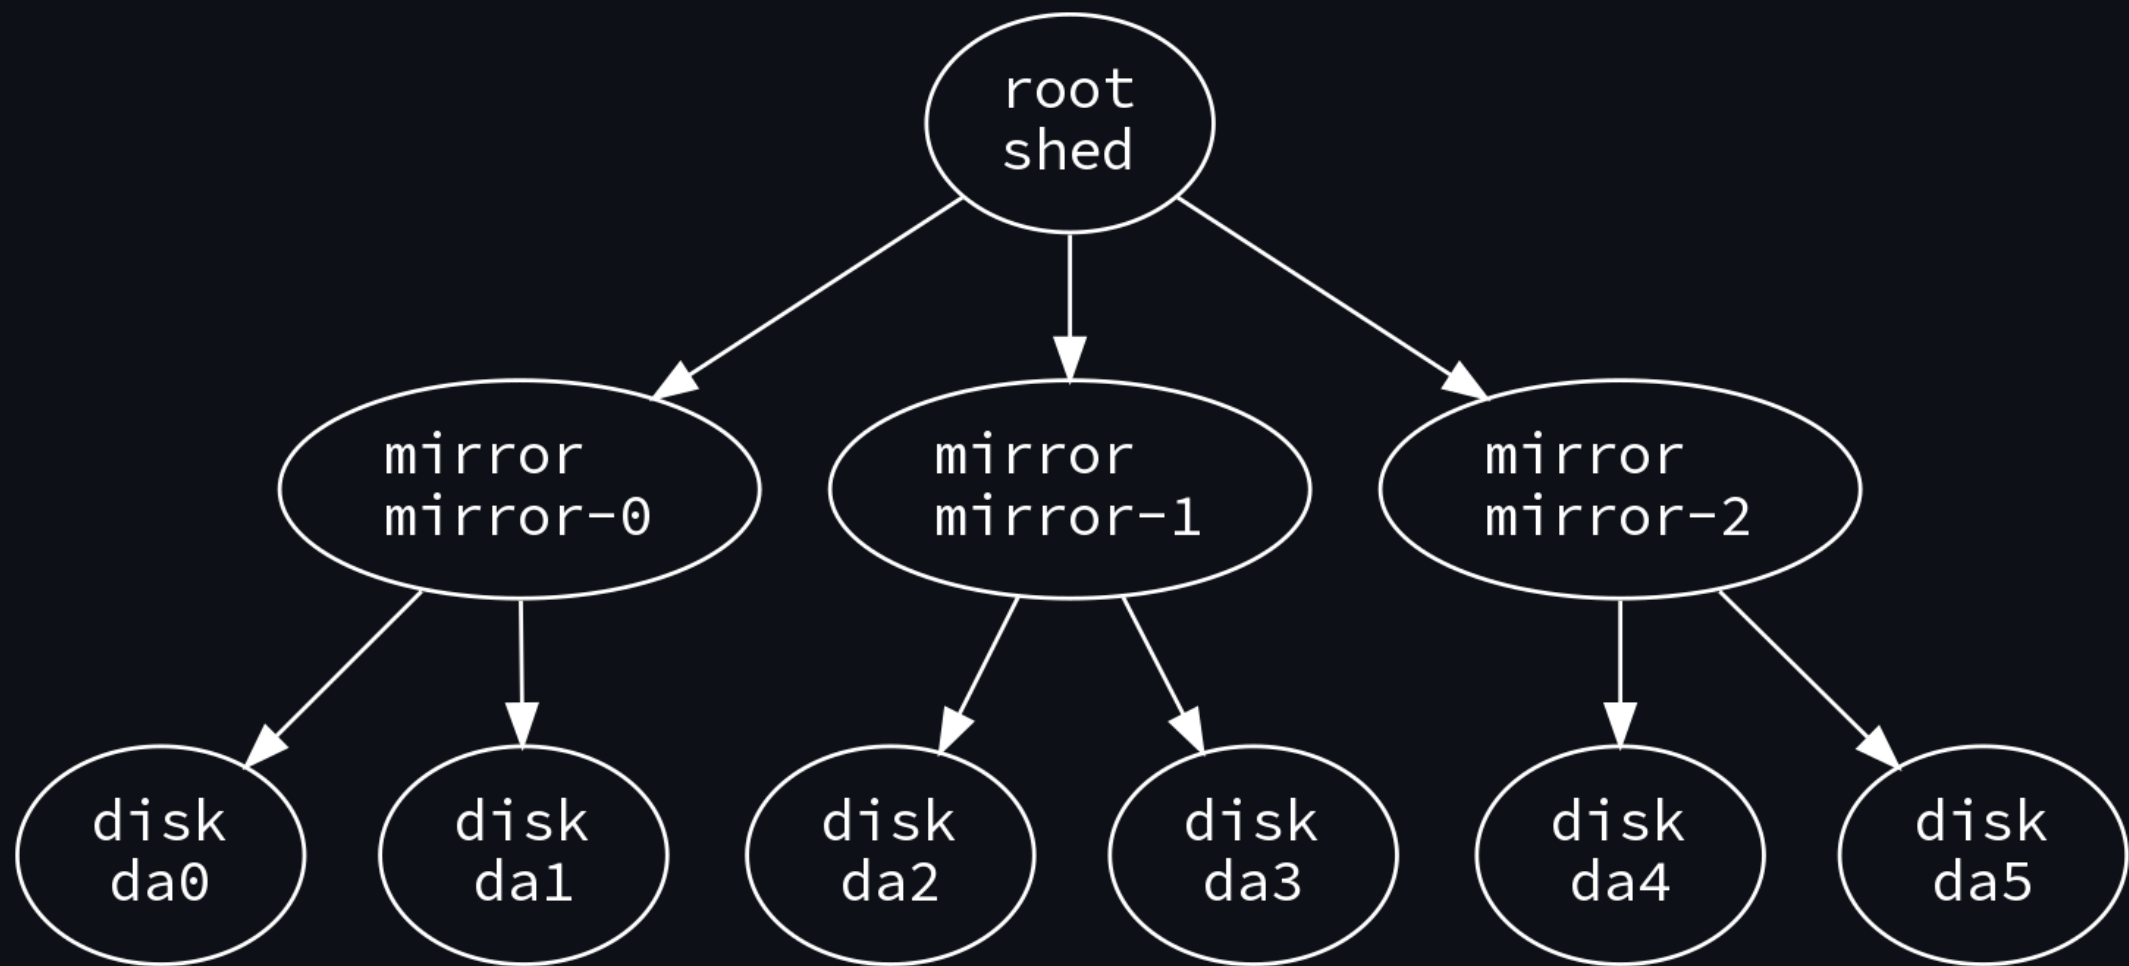 root
shed
mirror
mirror-0
mirror
mirror-1
mirror
mirror-2
disk
da0
disk
da1
disk
da2
disk
da3
disk
da4
disk
da5